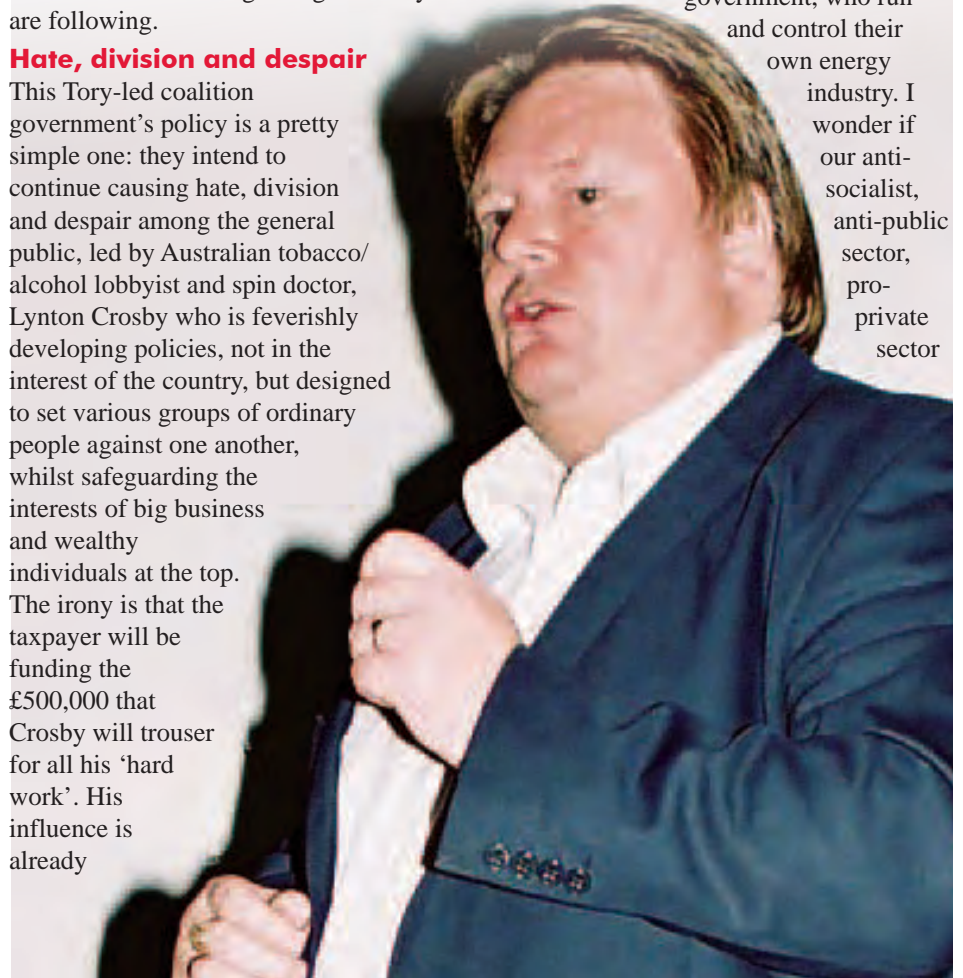 are following.
Hate, division and despair
This Tory-led coalition
government’s policy is a pretty
simple one: they intend to
continue causing hate, division
and despair among the general
public, led by Australian tobacco/
alcohol lobbyist and spin doctor,
Lynton Crosby who is feverishly
developing policies, not in the
interest of the country, but designed
to set various groups of ordinary
people against one another,
whilst safeguarding the
interests of big business
and wealthy
individuals at the top.
The irony is that the
taxpayer will be
funding the
£500,000 that
Crosby will trouser
for all his ‘hard
work’. His
influence is
already
government, who run
and control their
own energy
industry. I
wonder if
our anti-
socialist,
anti-public
sector,
pro-
private
sector